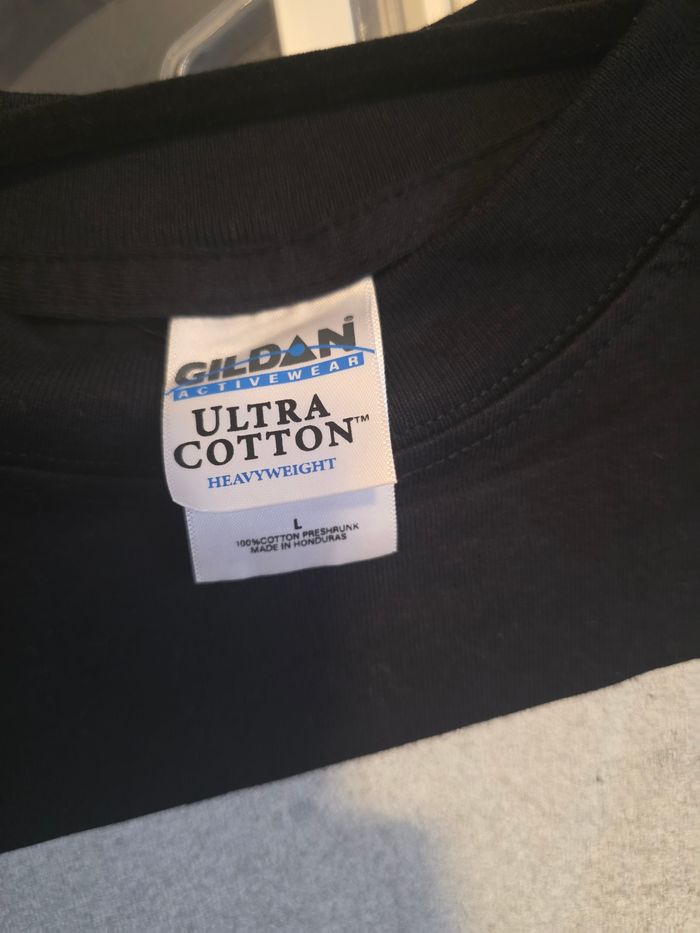 GILDAN®
ACTIVEWEAR
ULTRA
COTTON™
HEAVYWEIGHT
L
100%COTTON PRESHRUNK
MADE IN HONDURAS